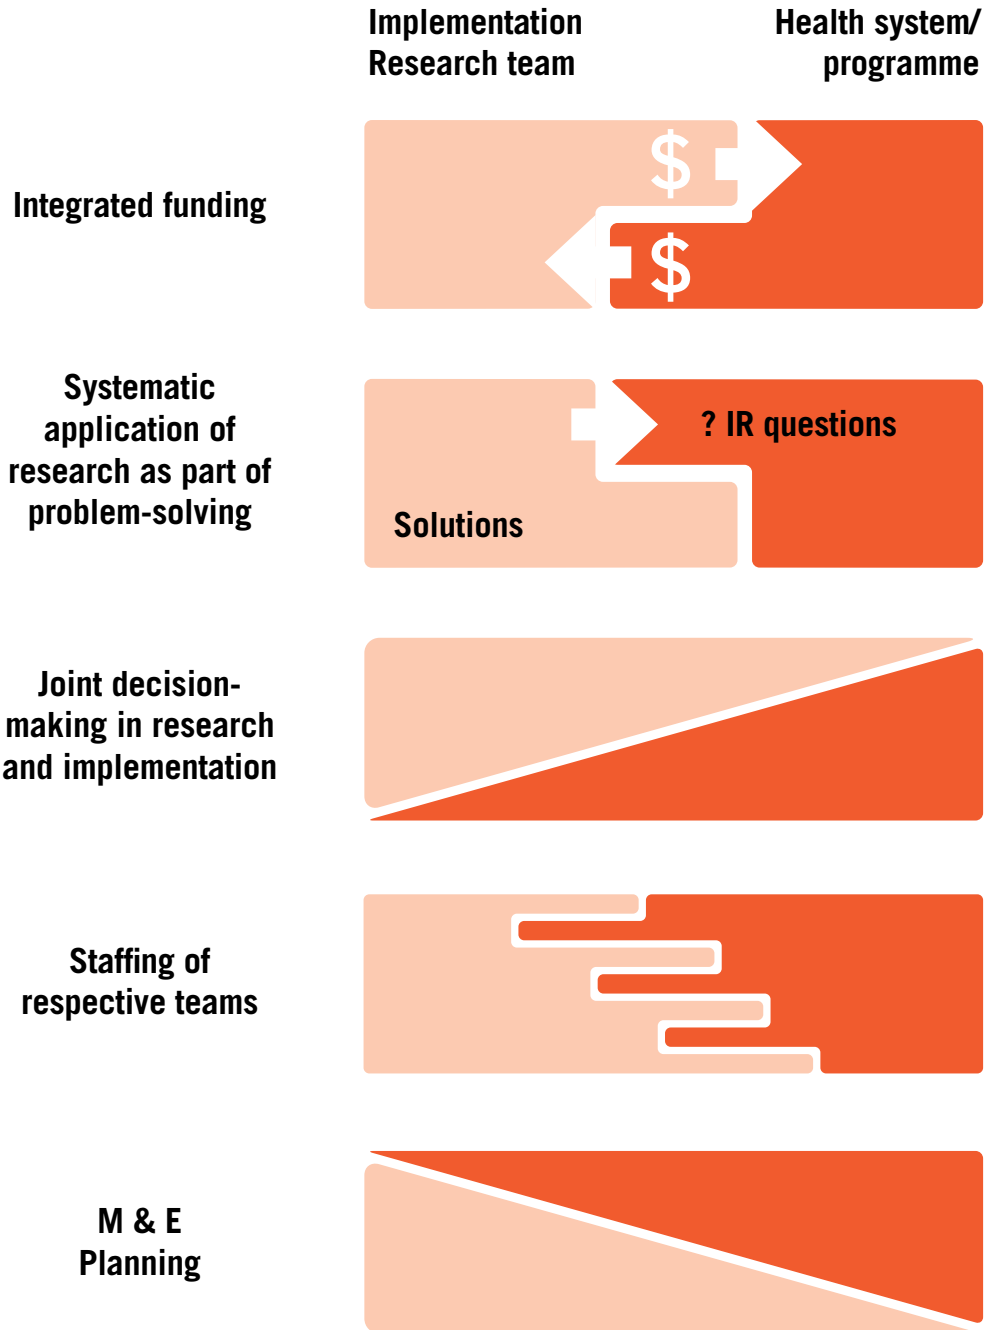 Implementation
Research team
Health system/
programme
Integrated funding
$
$
Systematic
application of
research as part of
problem-solving
? IR questions
Solutions
Joint decision-
making in research
and implementation
Staffing of
respective teams
M & E
Planning